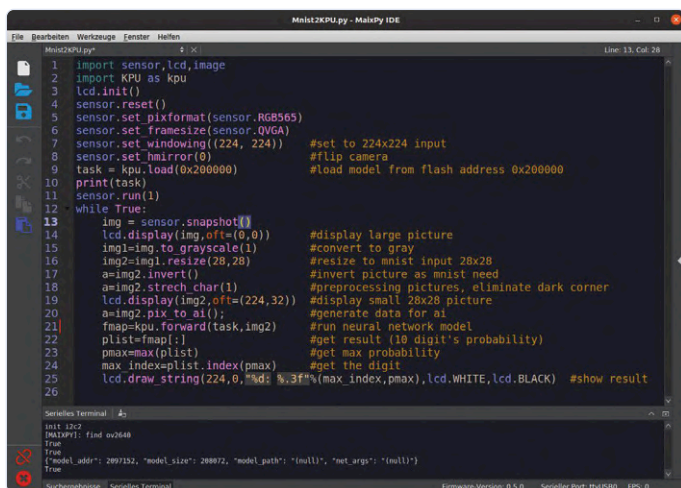 Mnist2KPU.py - MaixPy IDE
File Bearbeiten Werkzeuge Fenster Helfen
Mnist2KPU.py* Line: 13, Col: 28
1 import sensor,lcd,image
2 import KPU as kpu
3 lcd.init()
4 sensor.reset()
5 sensor.set_pixformat(sensor.RGB565)
6 sensor.set_framesize(sensor.QVGA)
7 sensor.set_windowing((224, 224)) #set to 224x224 input
8 sensor.set_hmirror(0) #flip camera
9 task = kpu.load(0x200000) #load model from flash address 0x200000
10 print(task)
11 sensor.run(1)
12 while True:
13 img = sensor.snapshot()
14 lcd.display(img,oft=(0,0)) #display large picture
15 img1=img.to_grayscale(1) #convert to gray
16 img2=img1.resize(28,28) #resize to mnist input 28x28
17 a=img2.invert() #invert picture as mnist need
18 a=img2.strech_char(1) #preprocessing pictures, eliminate dark corner
19 lcd.display(img2,oft=(224,32)) #display small 28x28 picture
20 a=img2.pix_to_ai(); #generate data for ai
21 fmap=kpu.forward(task,img2) #run neural network model
22 plist=fmap[:] #get result (10 digit's probability)
23 pmax=max(plist) #get max probability
24 max_index=plist.index(pmax) #get the digit
25 lcd.draw_string(224,0,"%d: %.3f"%(max_index,pmax),lcd.WHITE,lcd.BLACK) #show result
26
Serielles Terminal
init i2c2
[MAIXPY]: find ov2640
True
True
{"model_addr": 2097152, "model_size": 208072, "model_path": "(null)", "net_args": "(null)"}
True
Suchergebnisse Serielles Terminal Firmware-Version: 0.5.0 Serieller Port: ttyUSB0 FPS: 0